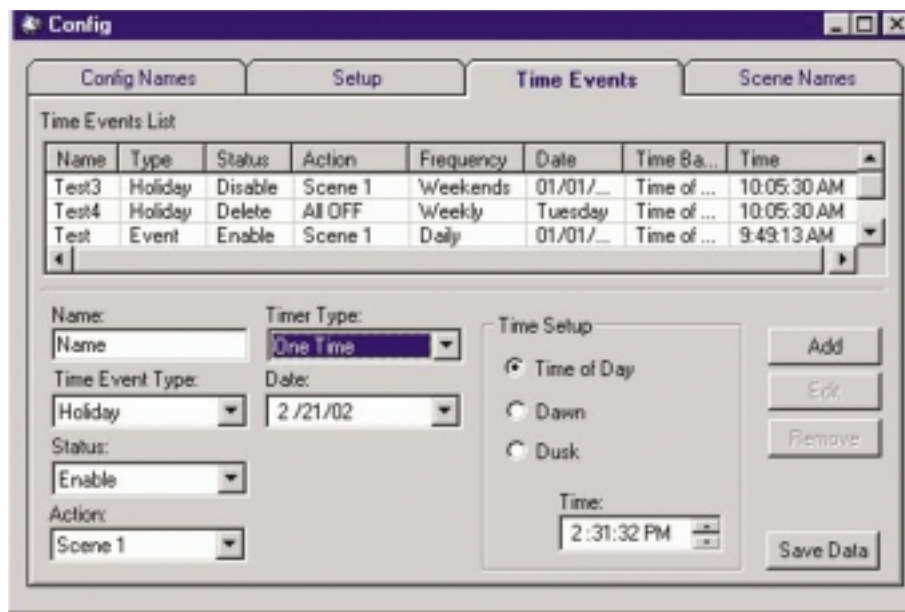 Config
Config Names Setup Time Events Scene Names
Time Events List
Name Type Status Action Frequency Date Time Ba... Time
Test3 Holiday Disable Scene 1 Weekends 01/01/... Time of ... 10:05:30 AM
Test4 Holiday Delete All OFF Weekly Tuesday Time of ... 10:05:30 AM
Test Event Enable Scene 1 Daily 01/01/... Time of ... 9:49:13 AM
Name: Timer Type: Time Setup
Name One Time Add
Time of Day
Time Event Type: Date: Edit
Holiday 2 /21/02 Dawn
Remove
Status: Dusk
Enable
Action: Time:
Scene 1 2 :31:32 PM Save Data